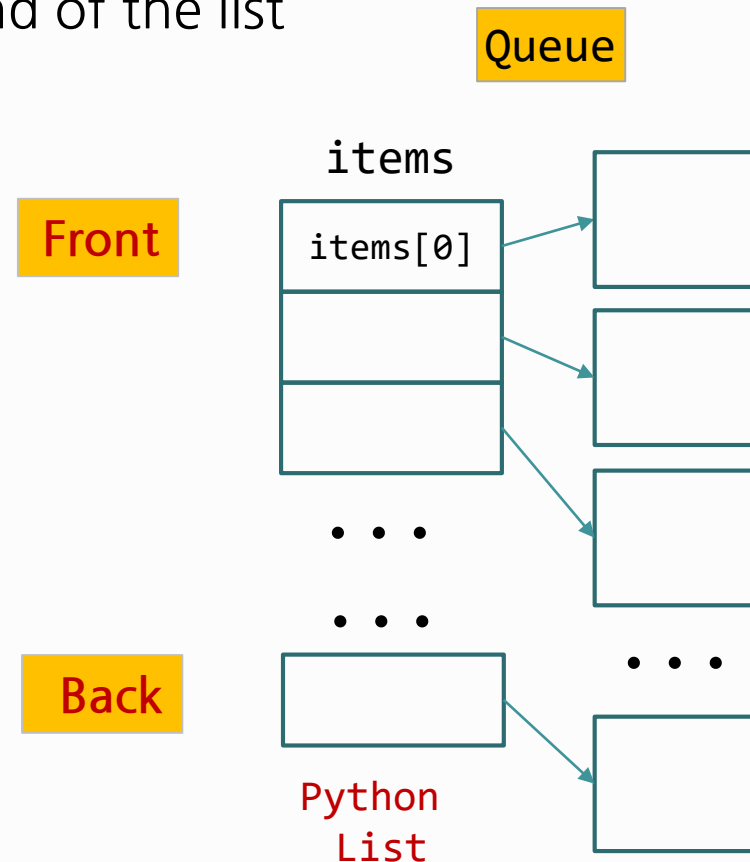 nd of the list
Queue
items
Front
items[0]
• • •
• • •
• • •
Back
Python
List